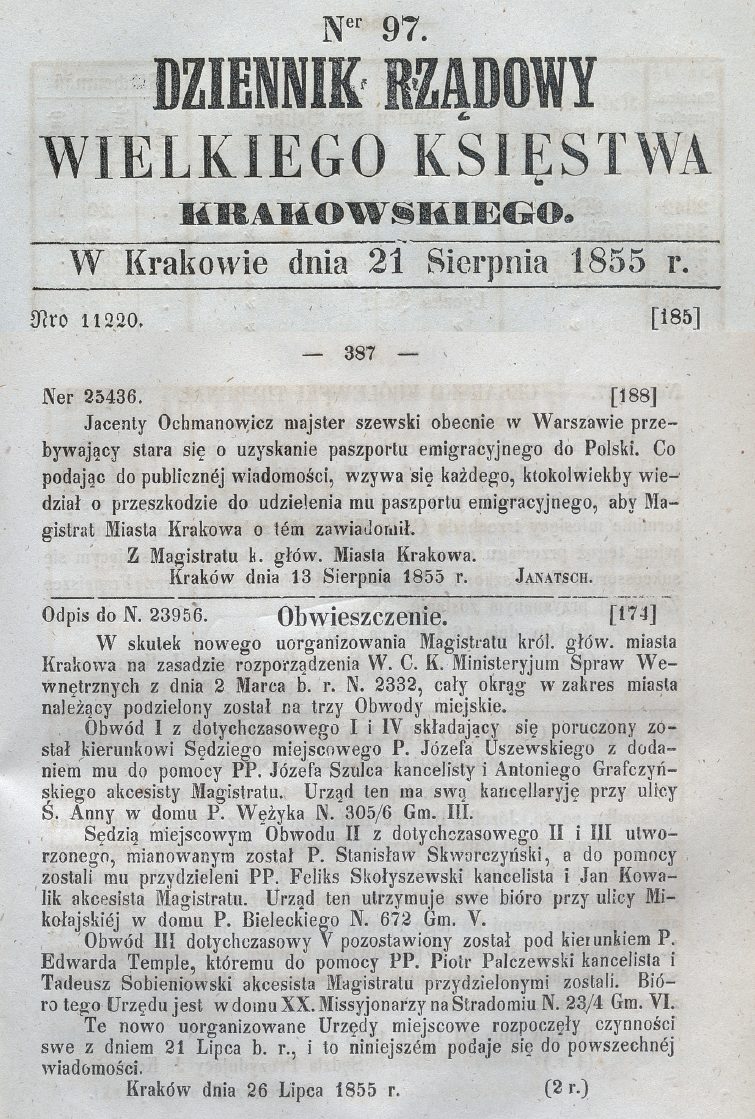 Ner 97.
DZIENNIK RZĄDOWY
WIELKIEGO KSIĘSTWA
KRAKOWSKIEGO.
W Krakowie dnia 21 Sierpnia 1855 r.
Nro 11220. [185]
— 387 —
Ner 25436. [188]
Jacenty Ochmanowicz majster szewski obecnie w Warszawie prze-
bywający stara się o uzyskanie paszportu emigracyjnego do Polski. Co
podając do publicznéj wiadomości, wzywa się każdego, ktokolwiekby wie-
dział o przeszkodzie do udzielenia mu paszportu emigracyjnego, aby Ma-
gistrat Miasta Krakowa o tém zawiadomił.
Z Magistratu k. głów. Miasta Krakowa.
Kraków dnia 13 Sierpnia 1855 r. JANATSCH.
Odpis do N. 23956. Obwieszczenie. [174]
W skutek nowego uorganizowania Magistratu król. głów. miasta
Krakowa na zasadzie rozporządzenia W. C. K. Ministeryjum Spraw We-
wnętrznych z dnia 2 Marca b. r. N. 2332, cały okrąg w zakres miasta
należący podzielony został na trzy Obwody miejskie.
Obwód I z dotychczasowego I i IV składający się poruczony zo-
stał kierunkowi Sędziego miejscowego P. Józefa Uszewskiego z doda-
niem mu do pomocy PP. Józefa Szulca kancelisty i Antoniego Grafczyń-
skiego akcesisty Magistratu. Urząd ten ma swą kancellaryję przy ulicy
Ś. Anny w domu P. Wężyka N. 305/6 Gm. III.
Sędzią miejscowym Obwodu II z dotychczasowego II i III utwo-
rzonego, mianowanym został P. Stanisław Skwarczyński, a do pomocy
zostali mu przydzieleni PP. Feliks Skołyszewski kancelista i Jan Kowa-
lik akcesista Magistratu. Urząd ten utrzymuje swe bióro przy ulicy Mi-
kołajskiéj w domu P. Bieleckiego N. 672 Gm. V.
Obwód III dotychczasowy V pozostawiony został pod kierunkiem P.
Edwarda Temple, któremu do pomocy PP. Piotr Palczewski kancelista i
Tadeusz Sobieniowski akcesista Magistratu przydzielonymi zostali. Bió-
ro tego Urzędu jest w domu XX. Missyjonarzy na Stradomiu N. 23/4 Gm. VI.
Te nowo uorganizowane Urzędy miejscowe rozpoczęły czynności
swe z dniem 21 Lipca b. r., i to niniejszém podaje się do powszechnéj
wiadomości.
Kraków dnia 26 Lipca 1855 r. (2 r.)